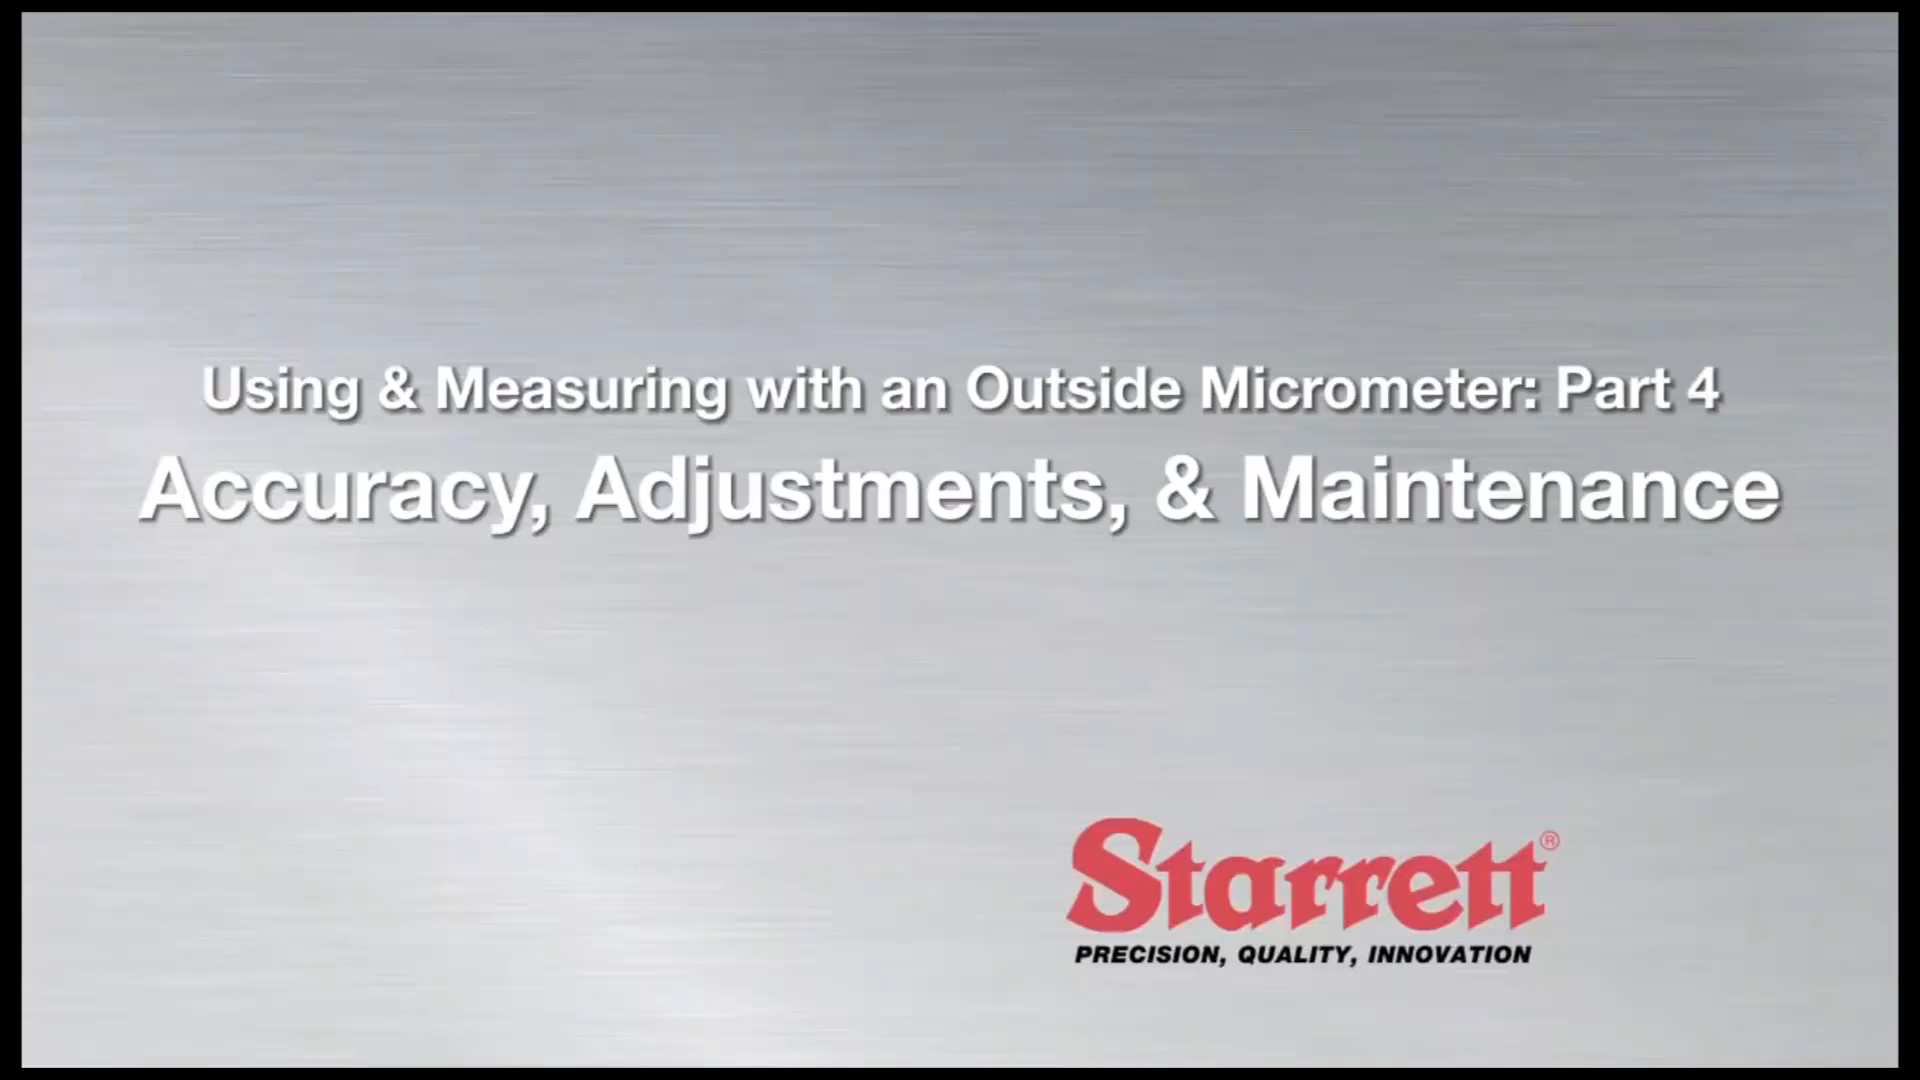 Using & Measuring with an Outside Micrometer: Part 4
Accuracy, Adjustments, & Maintenance
Starrett®
PRECISION, QUALITY, INNOVATION